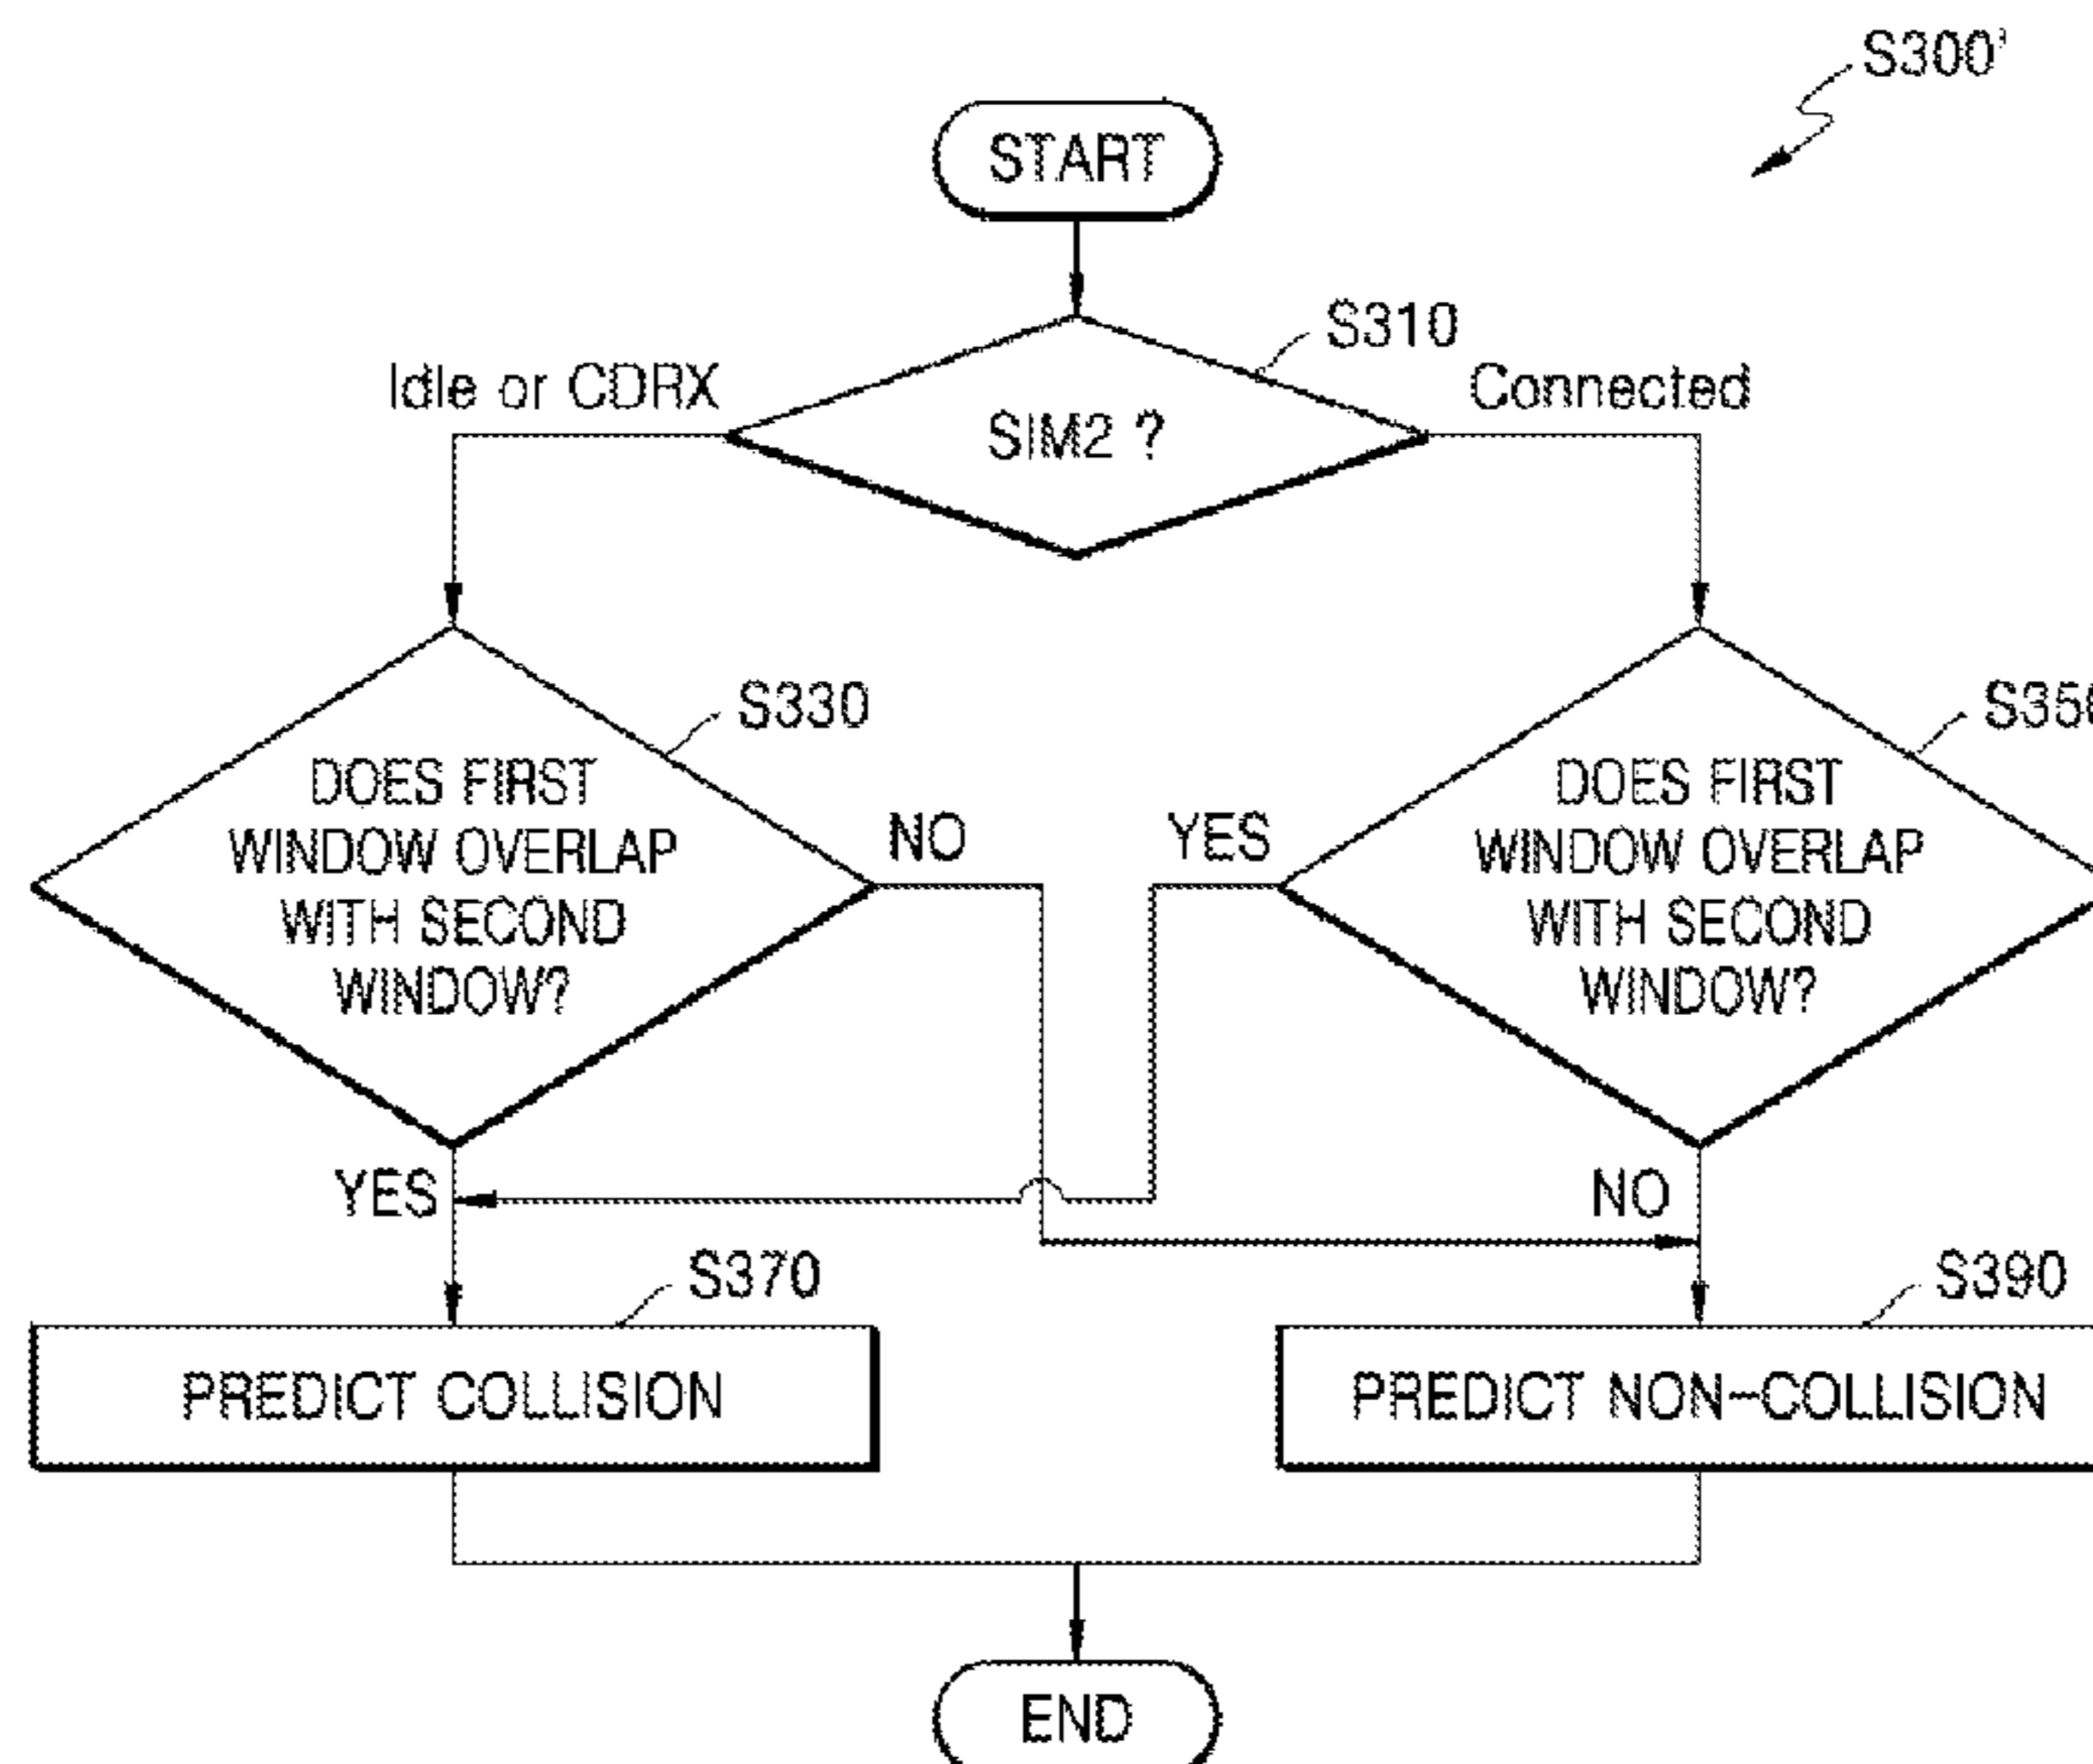 S300'
START
S310
Idle or CDRX
Connected
SIM2 ?
S330
DOES FIRST
WINDOW OVERLAP
WITH SECOND
WINDOW?
NO
YES
DOES FIRST
WINDOW OVERLAP
WITH SECOND
WINDOW?
YES
NO
S370
S390
PREDICT COLLISION
PREDICT NON-COLLISION
END